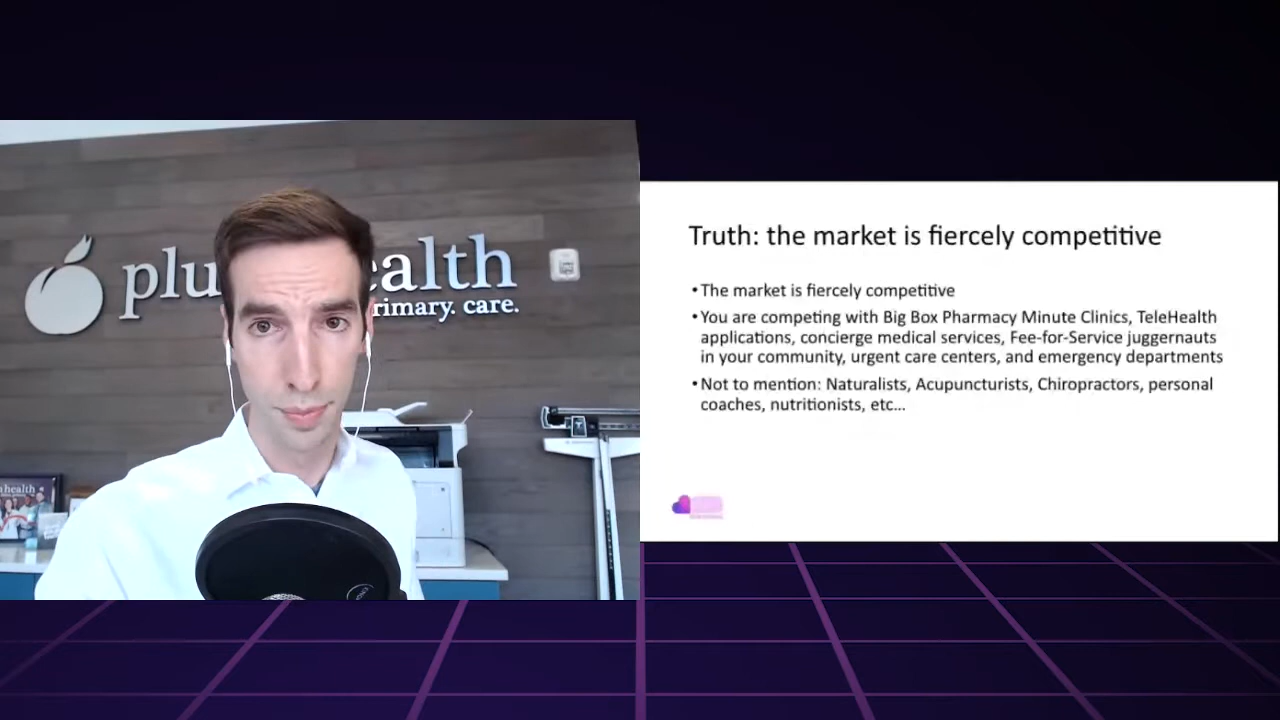 plu
ealth
rimary. care.
health
Truth: the market is fiercely competitive
•The market is fiercely competitive
•You are competing with Big Box Pharmacy Minute Clinics, TeleHealth
applications, concierge medical services, Fee-for-Service juggernauts
in your community, urgent care centers, and emergency departments
•Not to mention: Naturalists, Acupuncturists, Chiropractors, personal
coaches, nutritionists, etc...